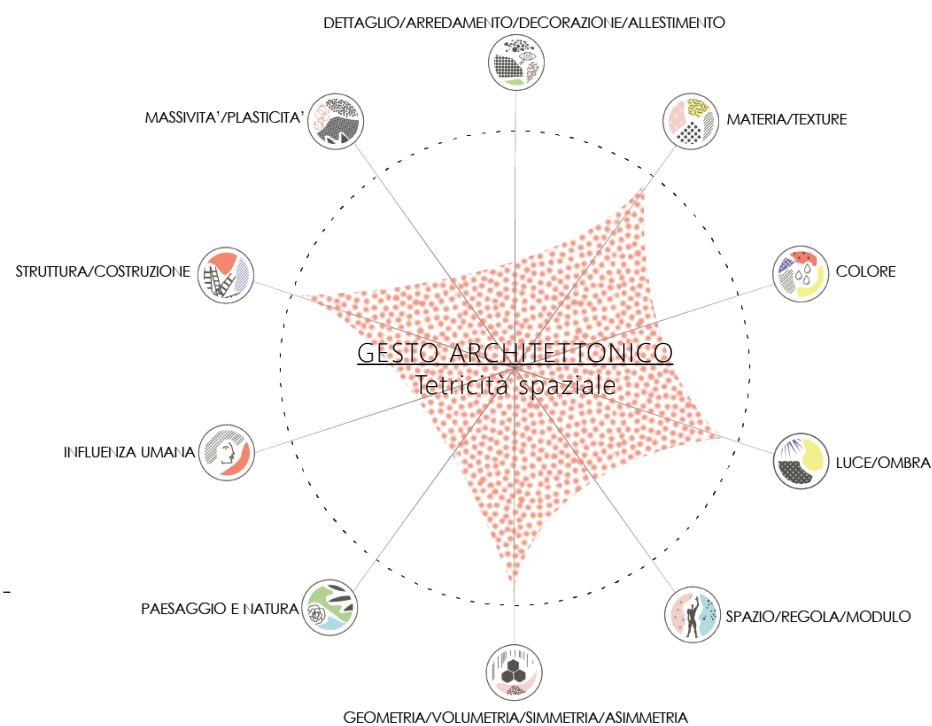 DETTAGLIO/ARREDAMENTO/DECORAZIONE/ALLESTIMENTO
MASSIVITA'/PLASTICITA'
MATERIA/TEXTURE
STRUTTURA/COSTRUZIONE
COLORE
GESTO ARCHITETTONICO
Tetricità spaziale
INFLUENZA UMANA
LUCE/OMBRA
PAESAGGIO E NATURA
SPAZIO/REGOLA/MODULO
GEOMETRIA/VOLUMETRIA/SIMMETRIA/ASIMMETRIA